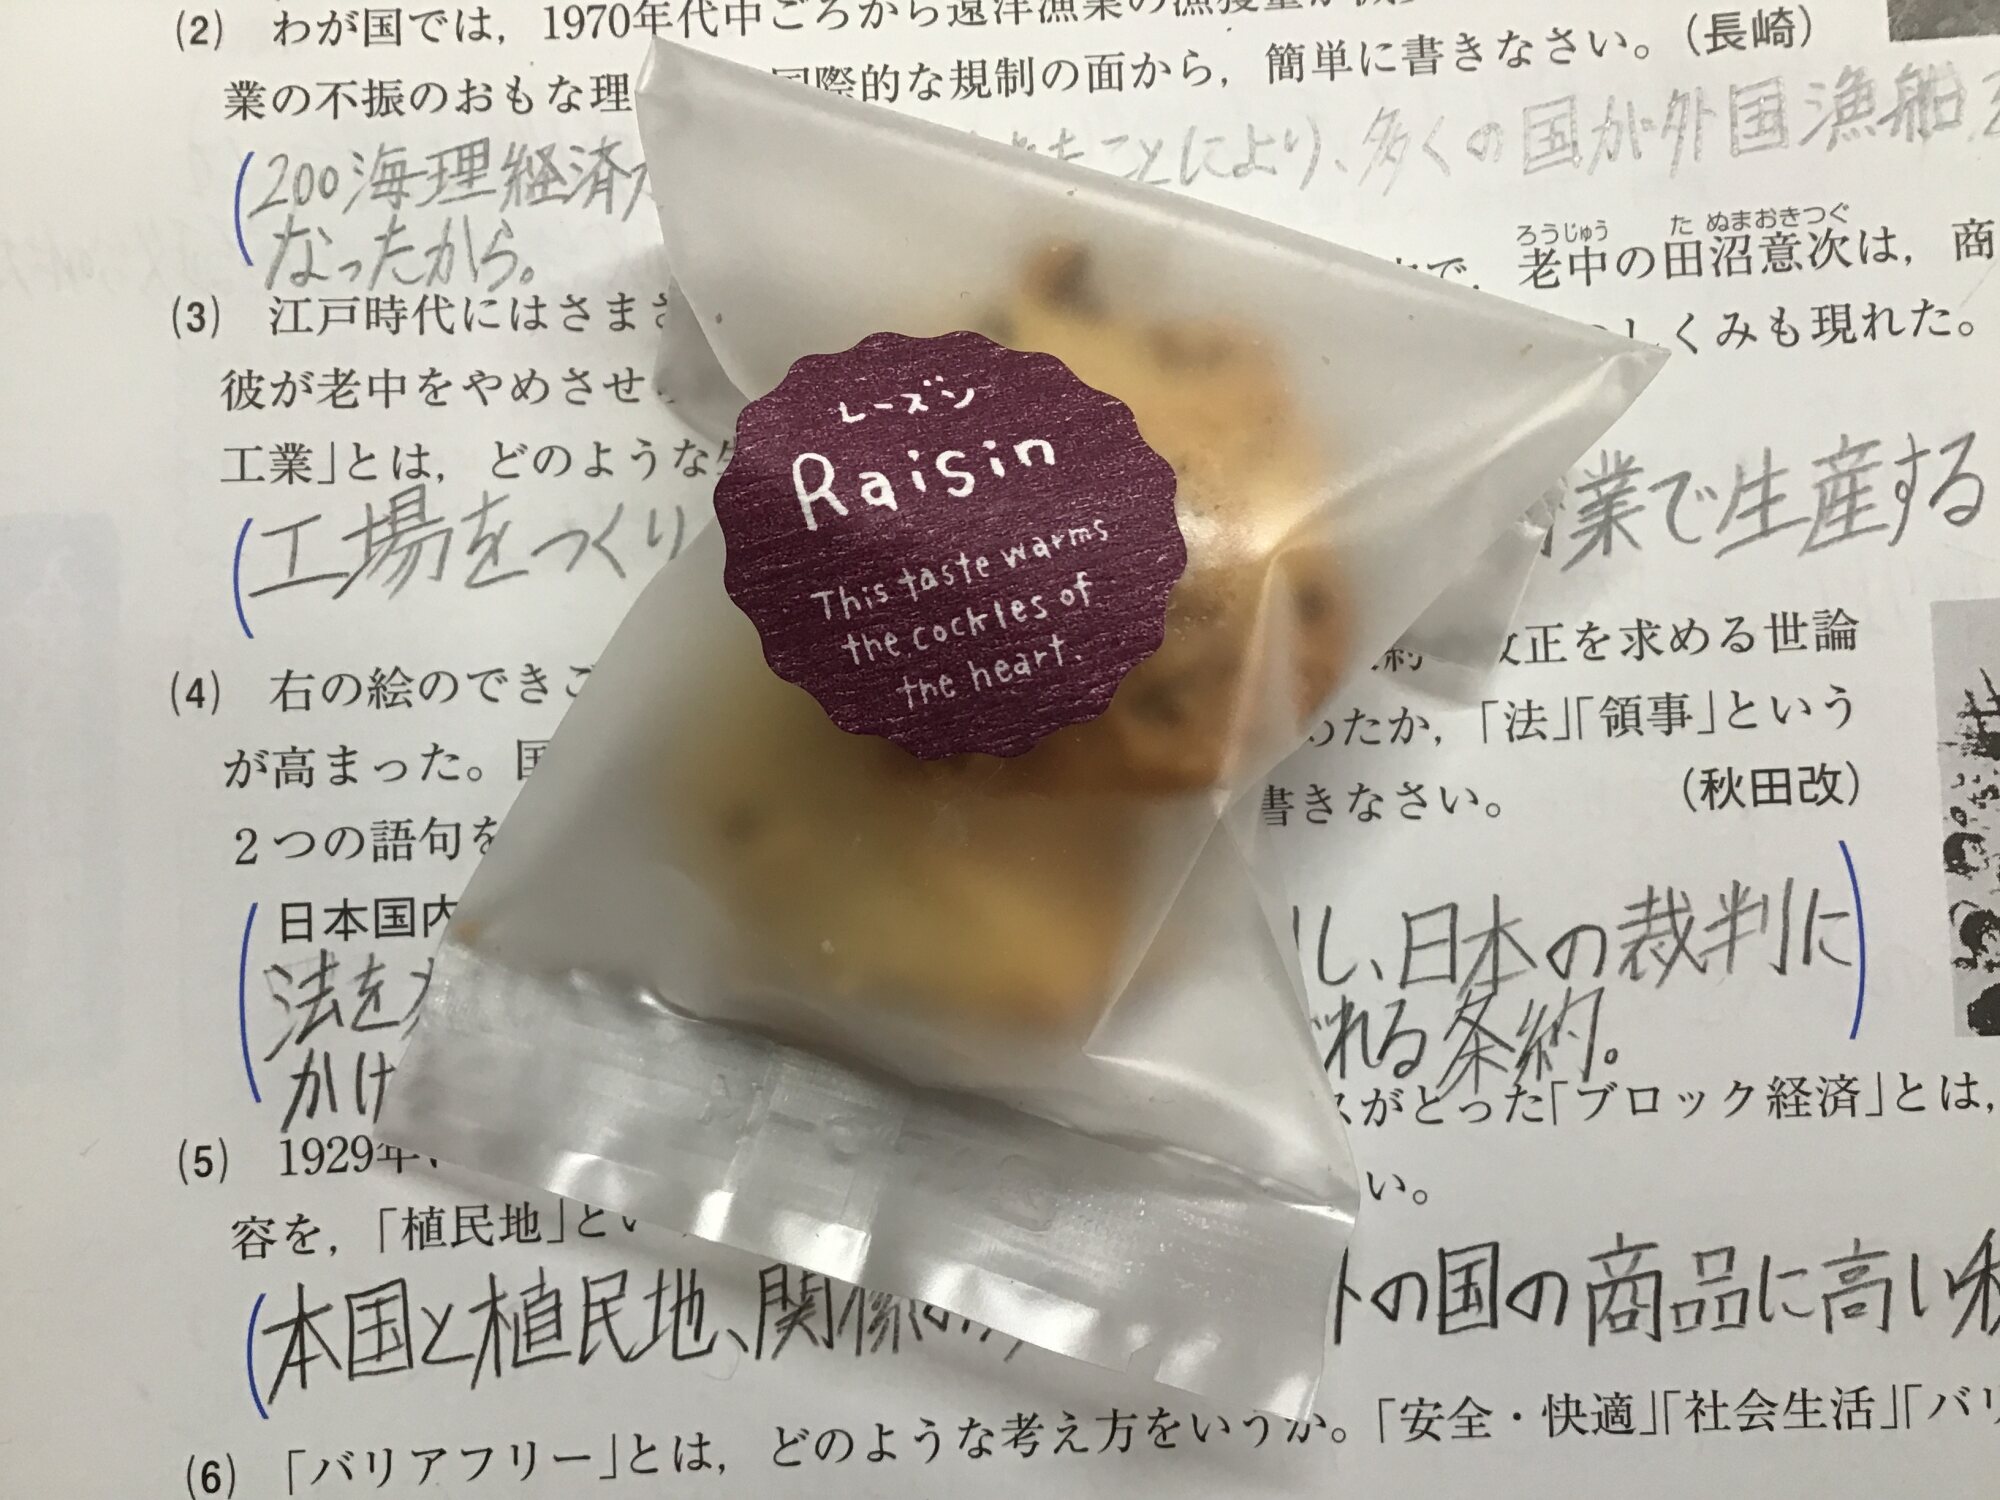 (2) わが国では，1970年代中ごろから遠洋漁業の漁獲量が
業の不振のおもな理 国際的な規制の面から，簡単に書きなさい。（長崎）
200海理経済 ことにより、多くの国が外国漁船
なったから。
ろうじゅう た ぬまおきつぐ
で，老中の田沼意次は，商
(3) 江戸時代にはさまざ のしくみも現れた。
彼が老中をやめさせ
工業」とは，どのような
工場をつくり 業で生産する
レーズン
Raisin
This taste warms
the cockles of
the heart.
改正を求める世論
(4) 右の絵のできご めたか，「法」「領事」という
が高まった。国 書きなさい。（秋田改）
2つの語句を
日本国内 し、日本の裁判に
法を れる条約。
かけ
スがとった「ブロック経済」とは，
(5) 1929年 い。
容を，「植民地」とい
本国と植民地、関係 の国の商品に高い
(6) 「バリアフリー」とは，どのような考え方をいうか。「安全・快適」「社会生活」「バリ